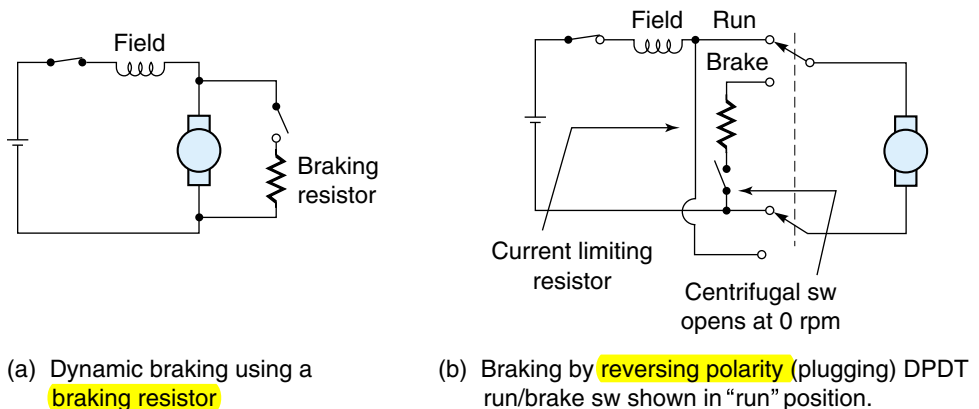 Field
Braking
resistor
(a) Dynamic braking using a
braking resistor
Field
Run
Brake
Current limiting
resistor
Centrifugal sw
opens at 0 rpm
(b) Braking by reversing polarity (plugging) DPDT
run/brake sw shown in “run” position.